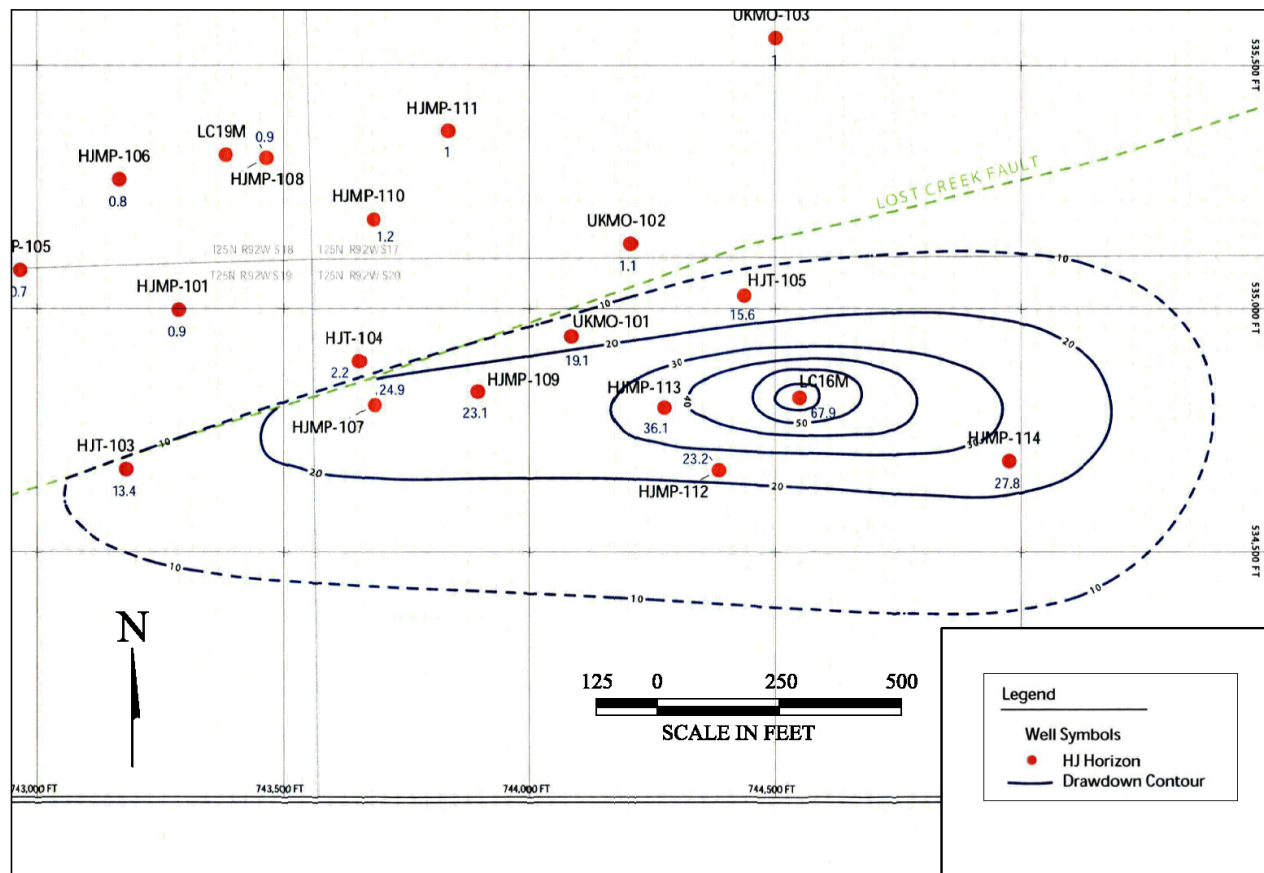 UKMO-103
1
535,500 FT
HJMP-111
1
LC19M
0.9
HJMP-108
HJMP-106
0.8
HJMP-110
1.2
LOST CREEK FAULT
UKMO-102
1.1
T25N R92W S18
T25N R92W S17
P-105
0.7
T25N R92W S19
T25N R92W S20
10
HJMP-101
0.9
HJT-105
15.6
10
535,000 FT
UKMO-101
19.1
HJT-104
2.2
20
20
30
24.9
HJMP-107
HJMP-109
23.1
HJMP-113
36.1
40
LC16M
67.9
50
30
HJMP-114
27.8
HJT-103
13.4
10
20
23.2
HJMP-112
20
10
10
10
534,500 FT
N
125 0 250 500
SCALE IN FEET
Legend
Well Symbols
HJ Horizon
Drawdown Contour
743,000 FT
743,500 FT
744,000 FT
744,500 FT